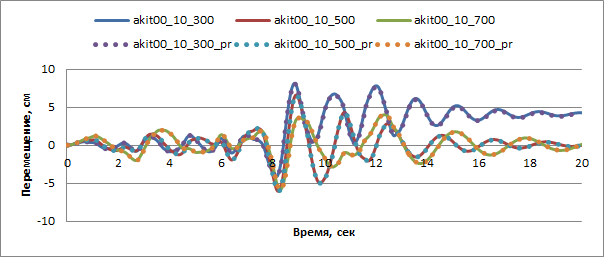 akit00_10_300 akit00_10_500 akit00_10_700
akit00_10_300_pr akit00_10_500_pr akit00_10_700_pr
10
5
0
-5
-10
0 2 4 6 8 10 12 14 16 18 20
Перемещение, см
Время, сек